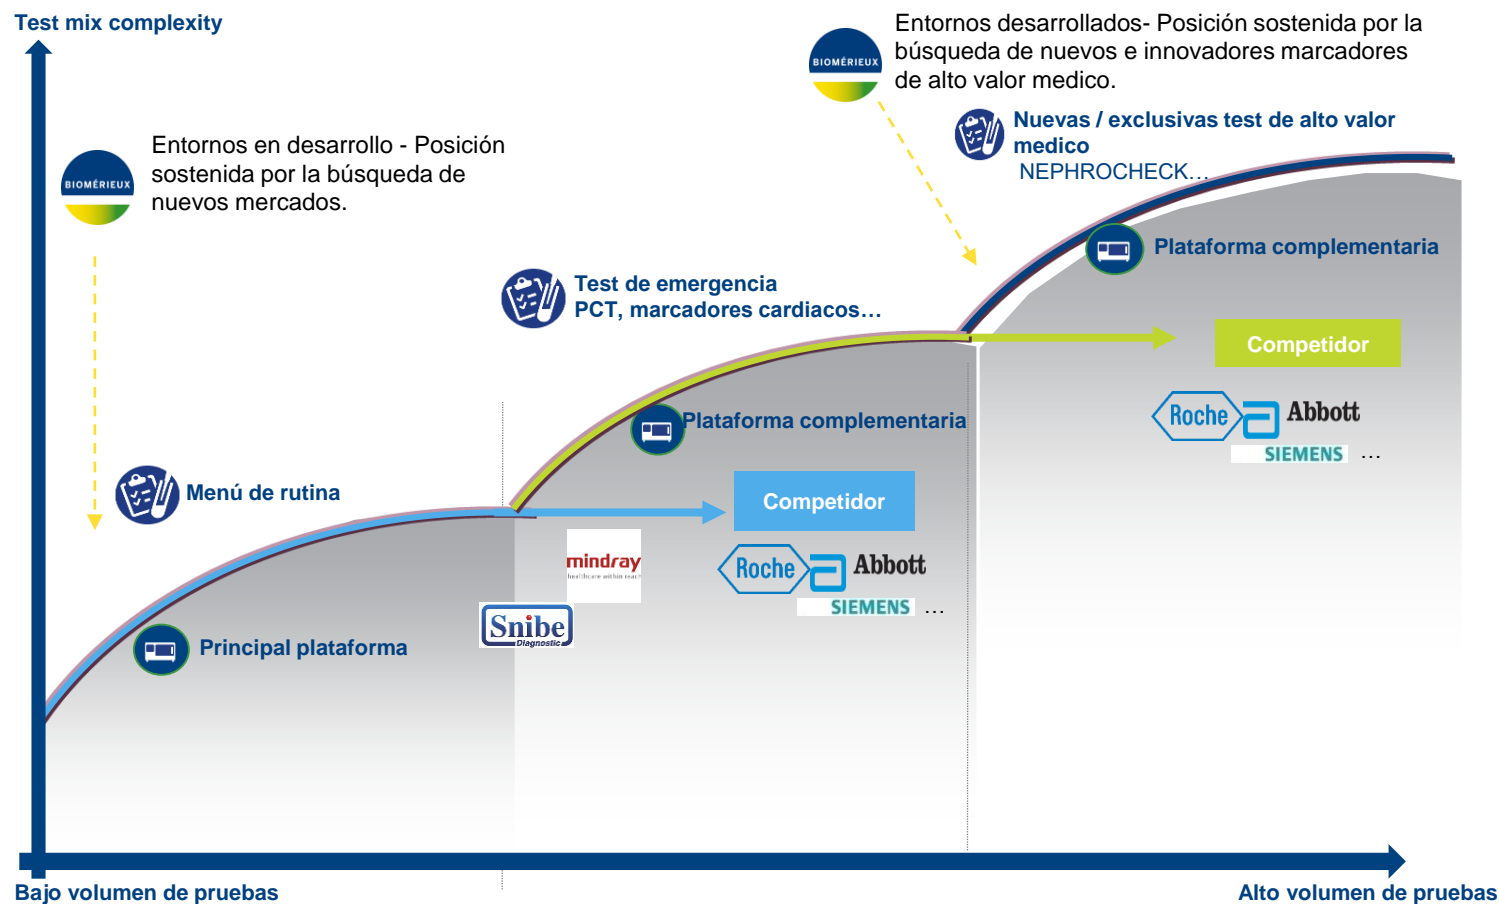 Test mix complexity
BIOMÉRIEUX
Entornos desarrollados- Posición sostenida por la
búsqueda de nuevos e innovadores marcadores
de alto valor medico.
Nuevas / exclusivas test de alto valor
medico
NEPHROCHECK…
BIOMÉRIEUX
Entornos en desarrollo - Posición
sostenida por la búsqueda de
nuevos mercados.
Plataforma complementaria
Test de emergencia
PCT, marcadores cardiacos…
Competidor
Roche
Abbott
SIEMENS …
Plataforma complementaria
Menú de rutina
Competidor
mindray
healthcare within reach
Roche
Abbott
SIEMENS …
Snibe
Diagnostic
Principal plataforma
Bajo volumen de pruebas
Alto volumen de pruebas